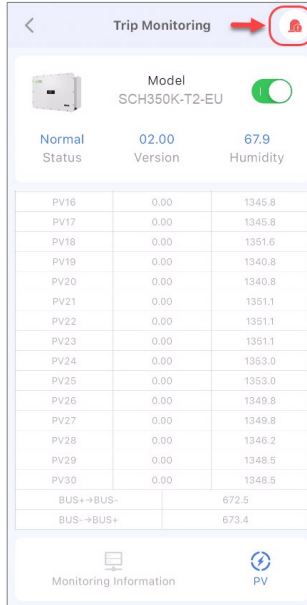 Trip Monitoring
Model
SCH350K-T2-EU
Normal 02.00 67.9
Status Version Humidity
PV16 0.00 1345.8
PV17 0.00 1345.8
PV18 0.00 1351.6
PV19 0.00 1340.8
PV20 0.00 1340.8
PV21 0.00 1351.1
PV22 0.00 1351.1
PV23 0.00 1351.1
PV24 0.00 1353.0
PV25 0.00 1353.0
PV26 0.00 1349.8
PV27 0.00 1349.8
PV28 0.00 1346.2
PV29 0.00 1348.5
PV30 0.00 1348.5
BUS+→BUS- 672.5
BUS-→BUS+ 673.4
Monitoring Information PV